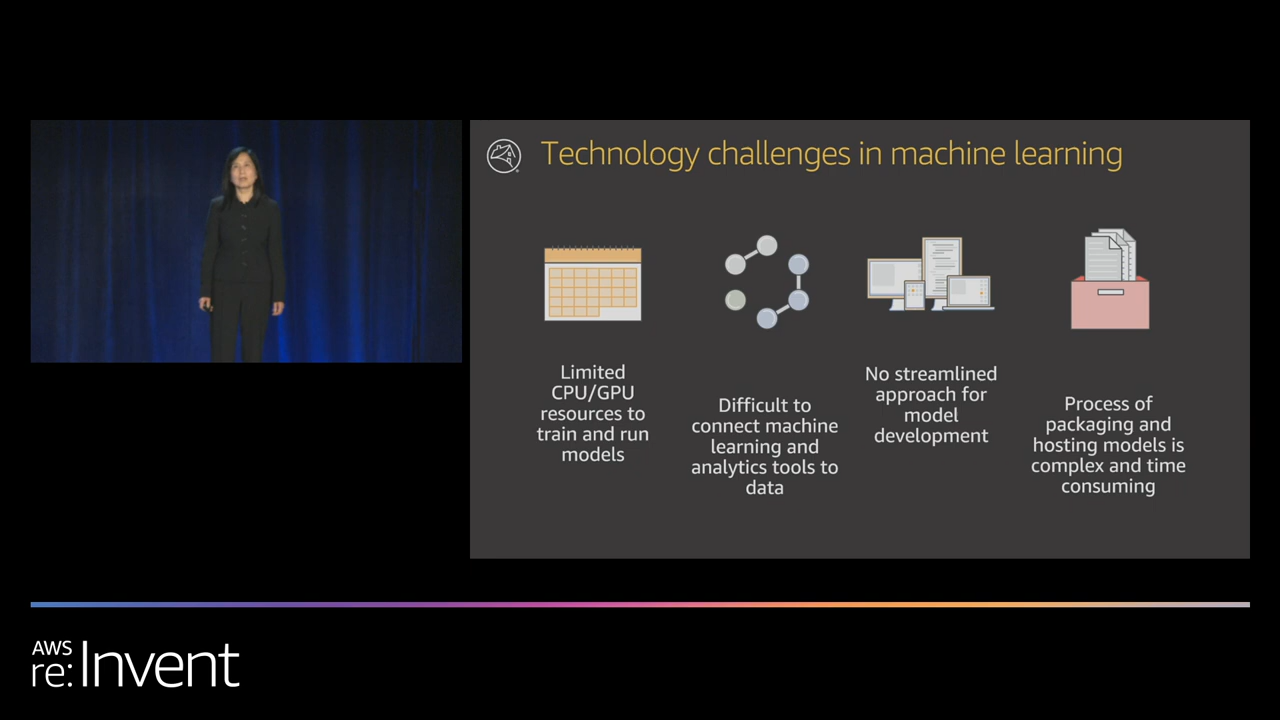 Technology challenges in machine learning
Limited
CPU/GPU
resources to
train and run
models
Difficult to
connect machine
learning and
analytics tools to
data
No streamlined
approach for
model
development
Process of
packaging and
hosting models is
complex and time
consuming
AWS
re:Invent